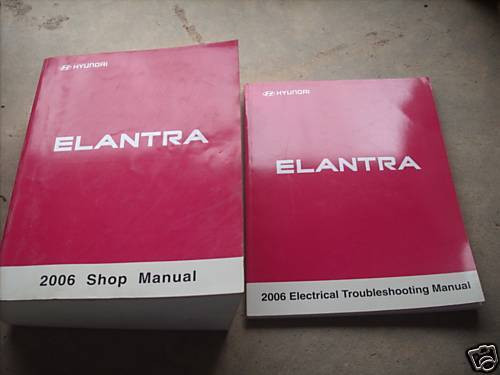 HYUNDAI
ELANTRA
2006 Shop Manual
HYUNDAI
ELANTRA
2006 Electrical Troubleshooting Manual